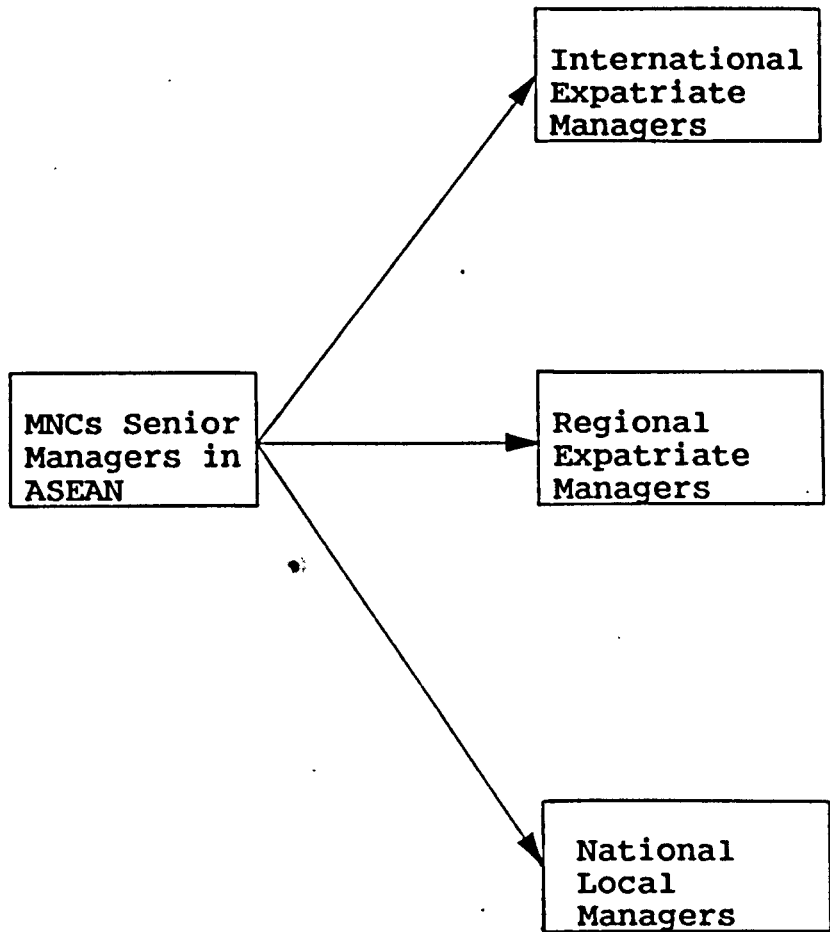 International
Expatriate
Managers
MNCs Senior
Managers in
ASEAN
Regional
Expatriate
Managers
National
Local
Managers